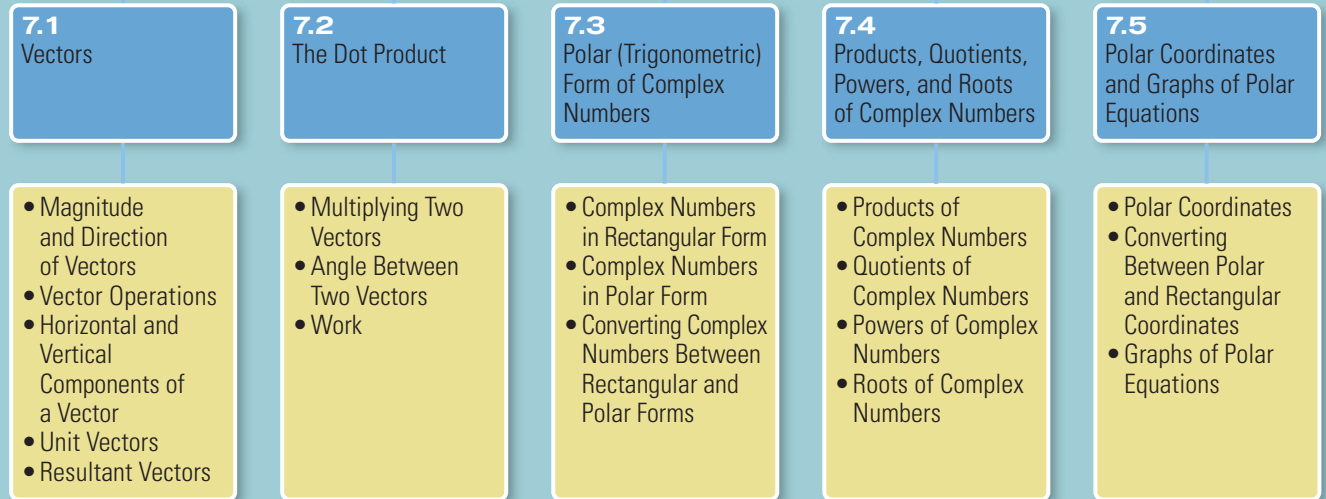 7.1
Vectors
7.2
The Dot Product
7.3
Polar (Trigonometric)
Form of Complex
Numbers
7.4
Products, Quotients,
Powers, and Roots
of Complex Numbers
7.5
Polar Coordinates
and Graphs of Polar
Equations
• Magnitude
and Direction
of Vectors
• Vector Operations
• Horizontal and
Vertical
Components of
a Vector
• Unit Vectors
• Resultant Vectors
• Multiplying Two
Vectors
• Angle Between
Two Vectors
• Work
• Complex Numbers
in Rectangular Form
• Complex Numbers
in Polar Form
• Converting Complex
Numbers Between
Rectangular and
Polar Forms
• Products of
Complex Numbers
• Quotients of
Complex Numbers
• Powers of Complex
Numbers
• Roots of Complex
Numbers
• Polar Coordinates
• Converting
Between Polar
and Rectangular
Coordinates
• Graphs of Polar
Equations